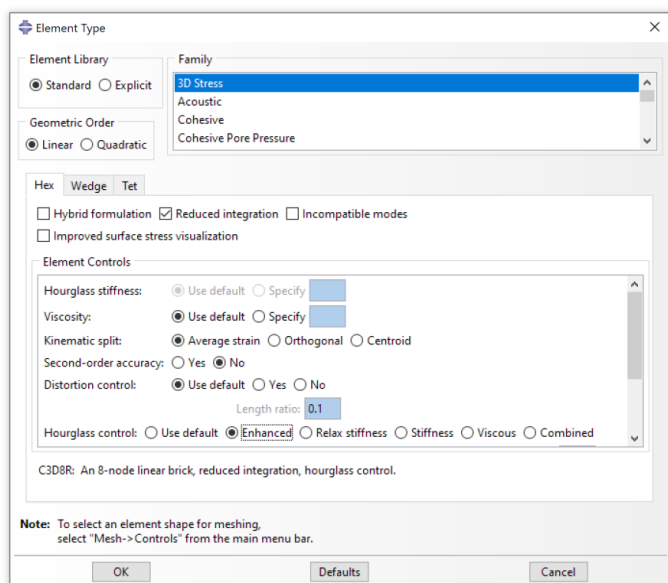 Element Type
Element Library
Standard Explicit
Geometric Order
Linear Quadratic
Family
3D Stress
Acoustic
Cohesive
Cohesive Pore Pressure
Hex Wedge Tet
Hybrid formulation Reduced integration Incompatible modes
Improved surface stress visualization
Element Controls
Hourglass stiffness: Use default Specify
Viscosity: Use default Specify
Kinematic split: Average strain Orthogonal Centroid
Second-order accuracy: Yes No
Distortion control: Use default Yes No
Length ratio: 0.1
Hourglass control: Use default Enhanced Relax stiffness Stiffness Viscous Combined
C3D8R: An 8-node linear brick, reduced integration, hourglass control.
Note: To select an element shape for meshing,
select "Mesh->Controls" from the main menu bar.
OK Defaults Cancel